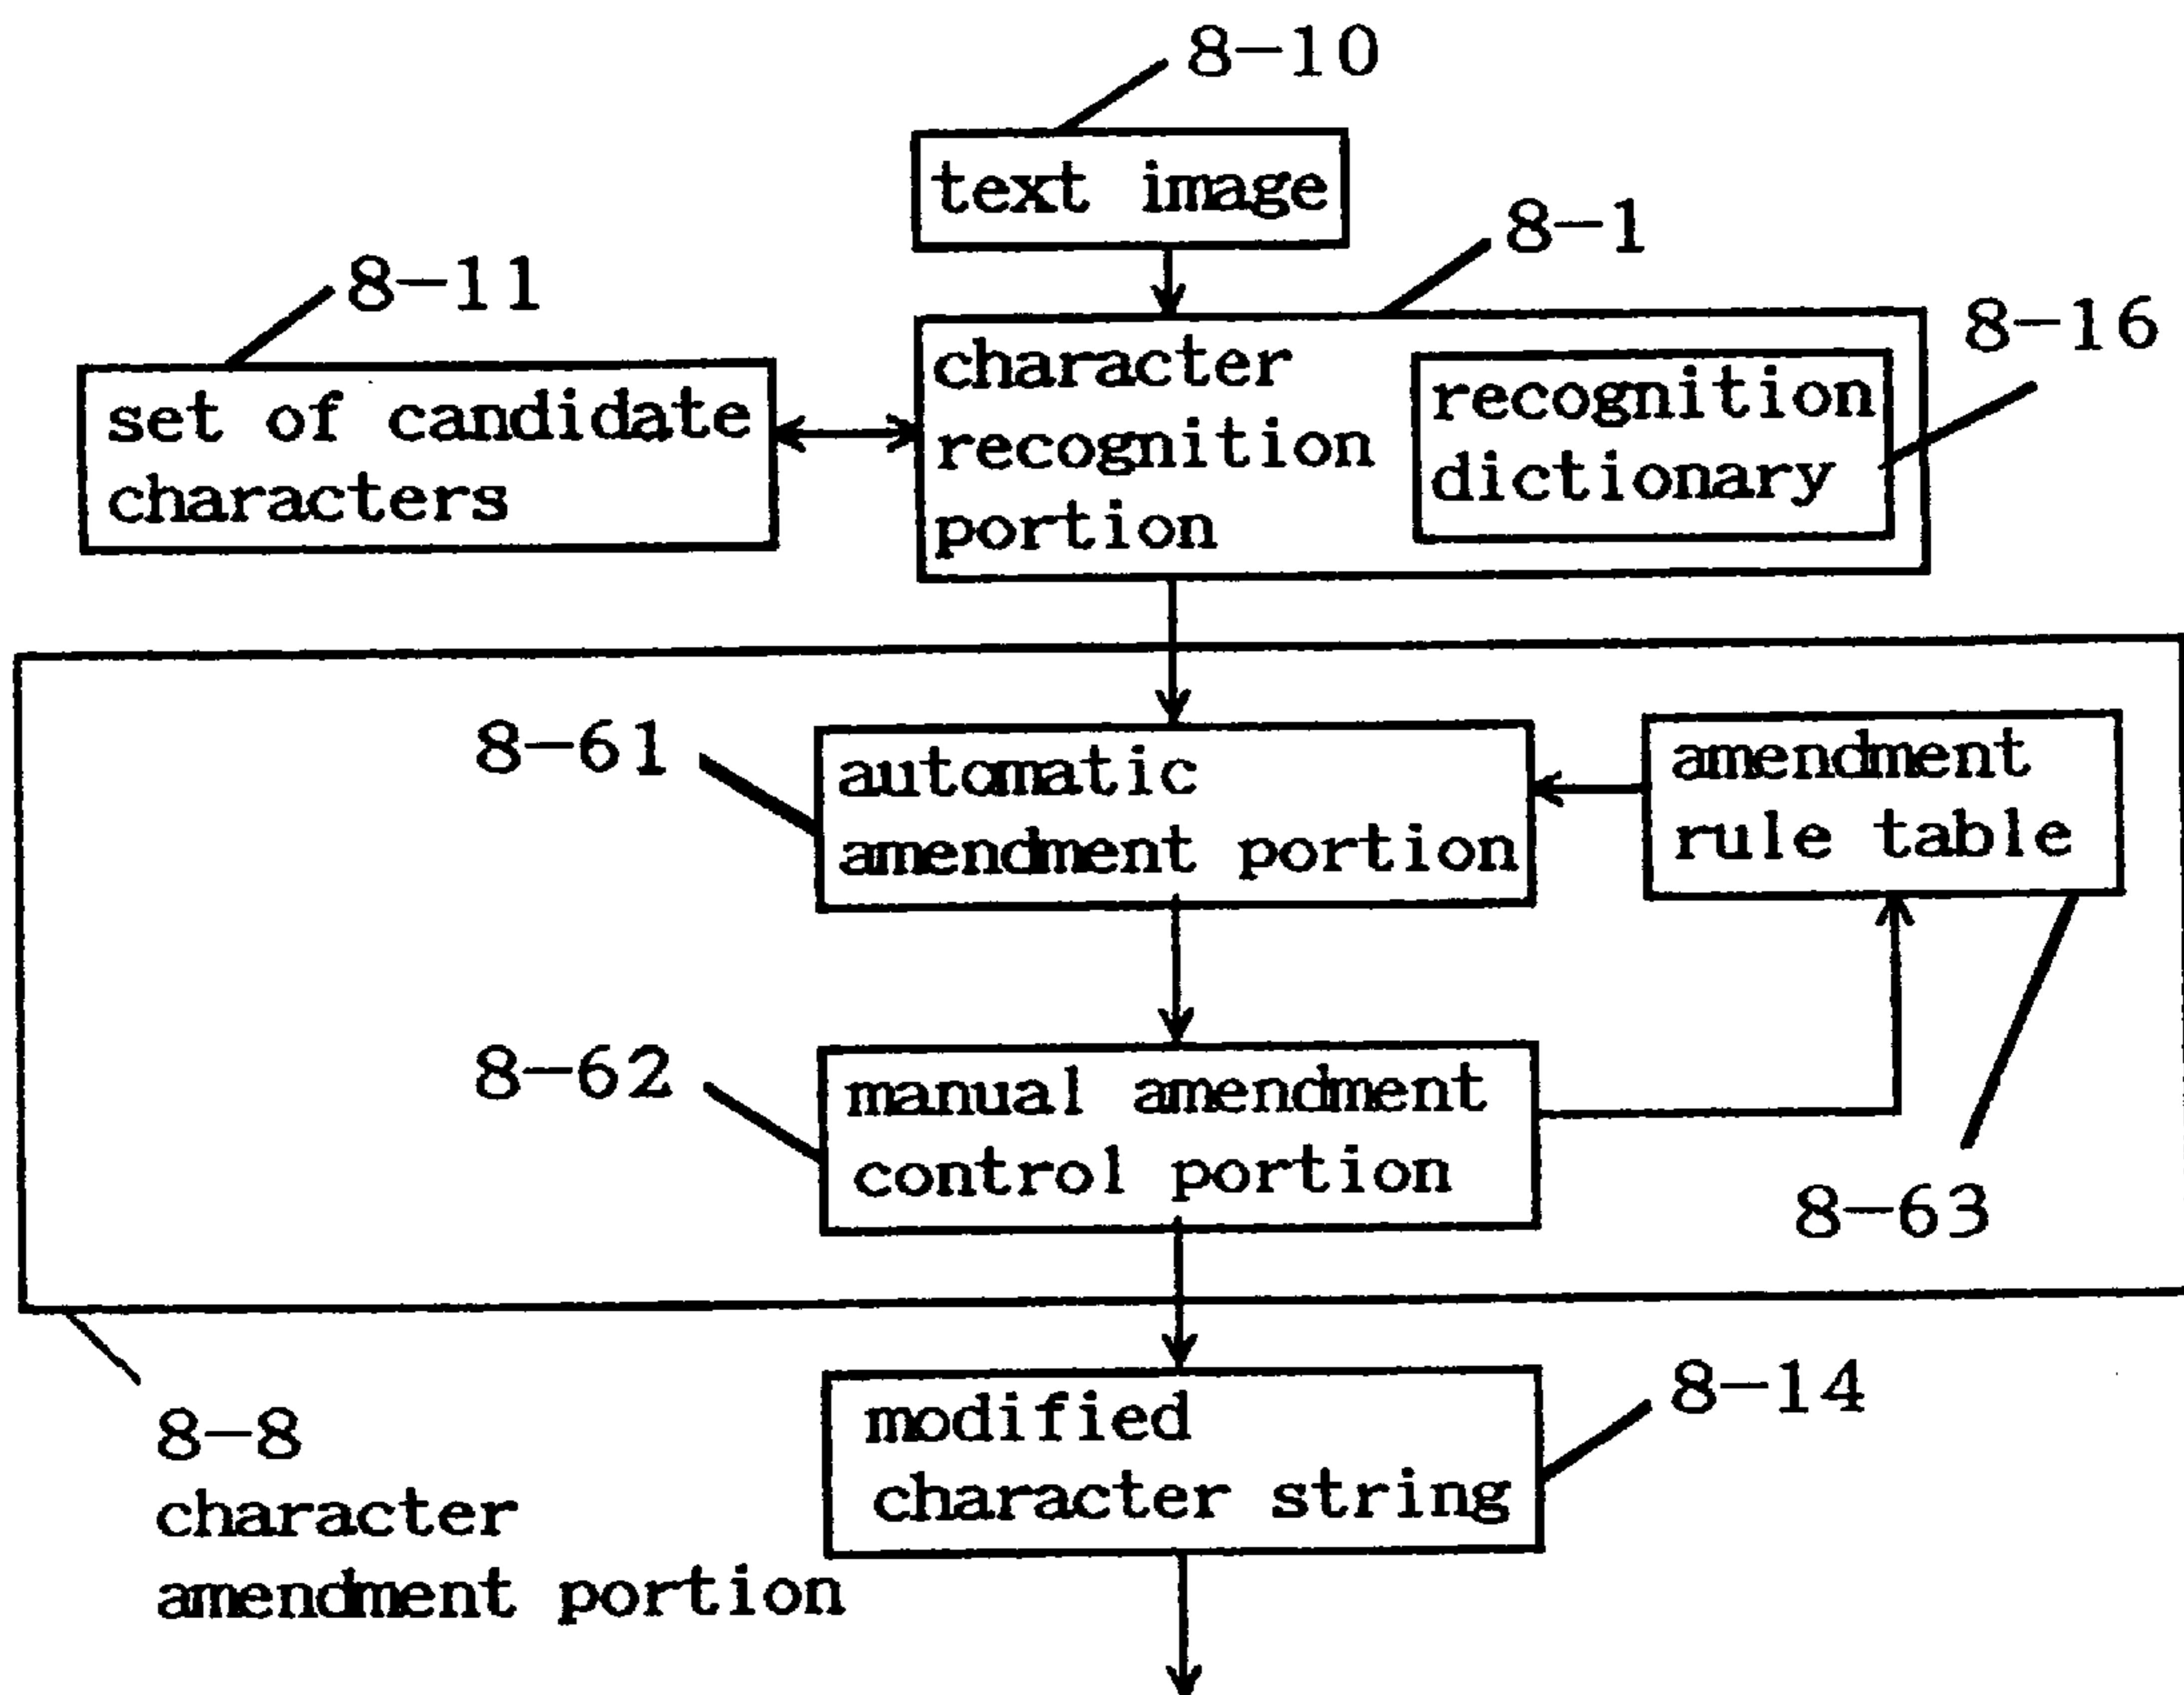 8-10
text image
8-1
8-11
8-16
set of candidate
characters
character
recognition
portion
recognition
dictionary
8-61
automatic
amendment portion
amendment
rule table
8-62
manual amendment
control portion
8-63
8-8
character
amendment portion
modified
character string
8-14